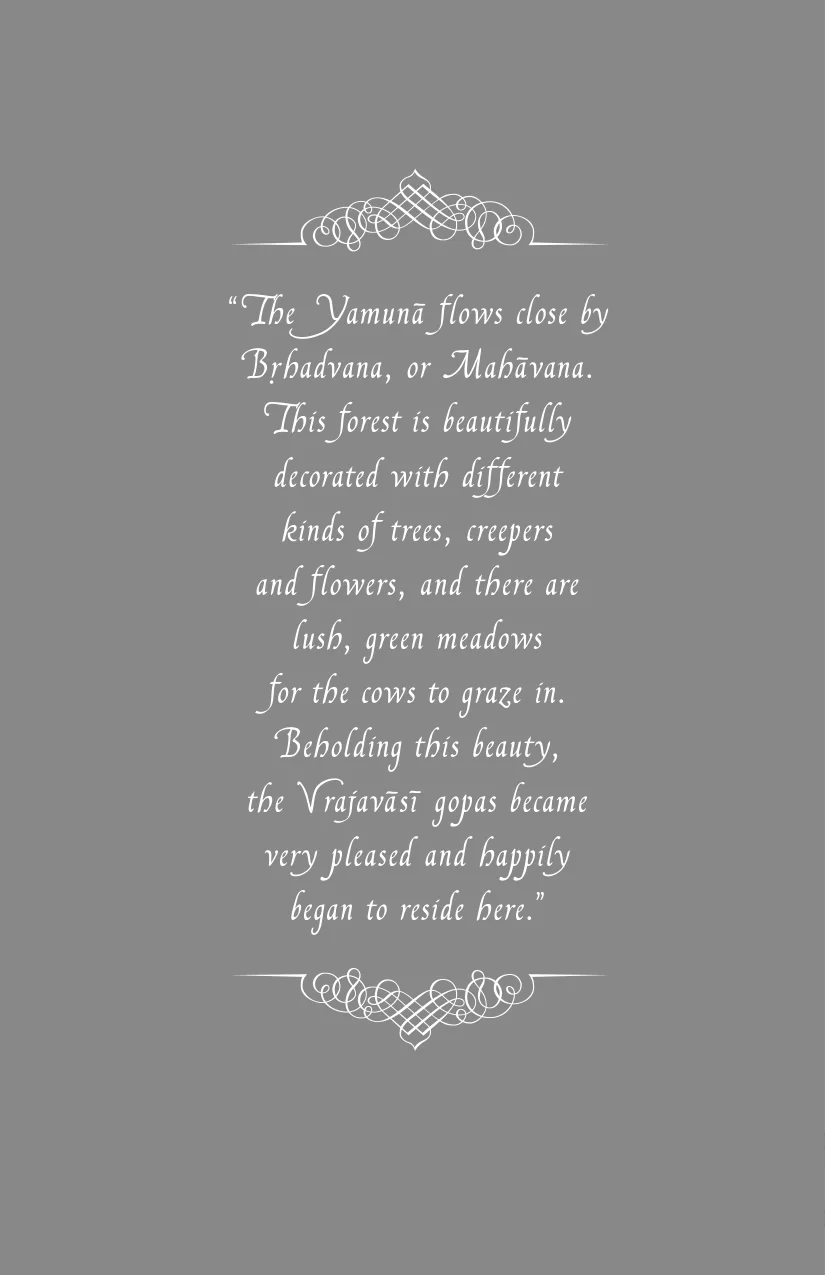 “The Yamunā flows close by
Bṛhadvana, or Mahāvana.
This forest is beautifully
decorated with different
kinds of trees, creepers
and flowers, and there are
lush, green meadows
for the cows to graze in.
Beholding this beauty,
the Vrajavāsī gopas became
very pleased and happily
began to reside here.”